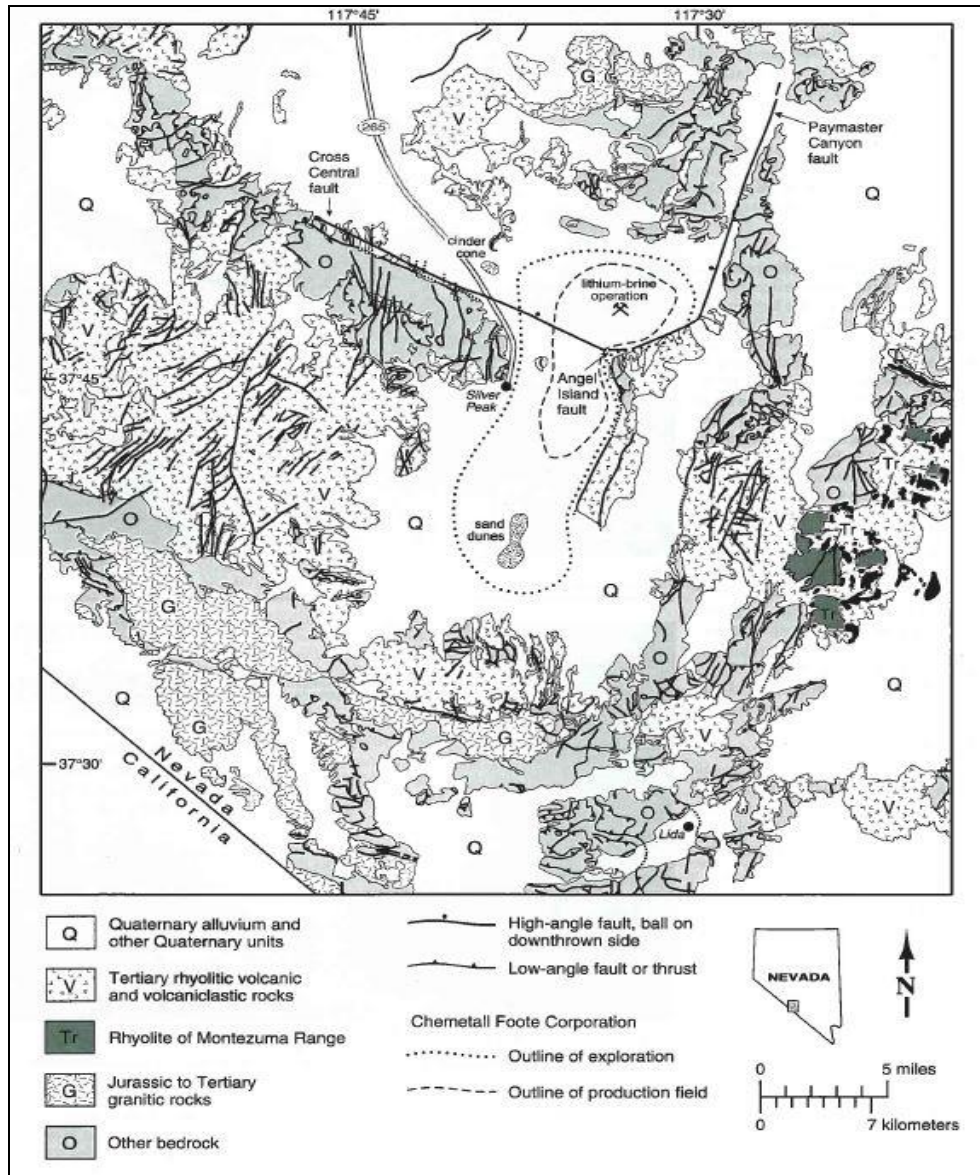 117°45'
117°30'
G
G
V
265
Cross
Central
fault
Paymaster
Canyon
fault
Q
Q
cinder
cone
O
O
lithium-brine
operation
V
37°45'
Silver
Peak
Angel
Island
fault
Tr
O
V
V
Tr
O
Q
sand
dunes
Q
Tr
G
V
O
Q
Q
G
G
V
Nevada
California
37°30'
O
Lida
V
Q
Q
Quaternary alluvium and
other Quaternary units
V
Tertiary rhyolitic volcanic
and volcaniclastic rocks
Tr
Rhyolite of Montezuma Range
G
Jurassic to Tertiary
granitic rocks
O
Other bedrock
High-angle fault, ball on
downthrown side
Low-angle fault or thrust
Chemetall Foote Corporation
Outline of exploration
Outline of production field
NEVADA
N
0 5 miles
0 7 kilometers